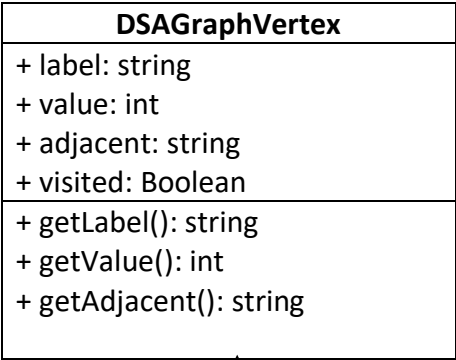 DSAGraphVertex
+ label: string
+ value: int
+ adjacent: string
+ visited: Boolean
+ getLabel(): string
+ getValue(): int
+ getAdjacent(): string